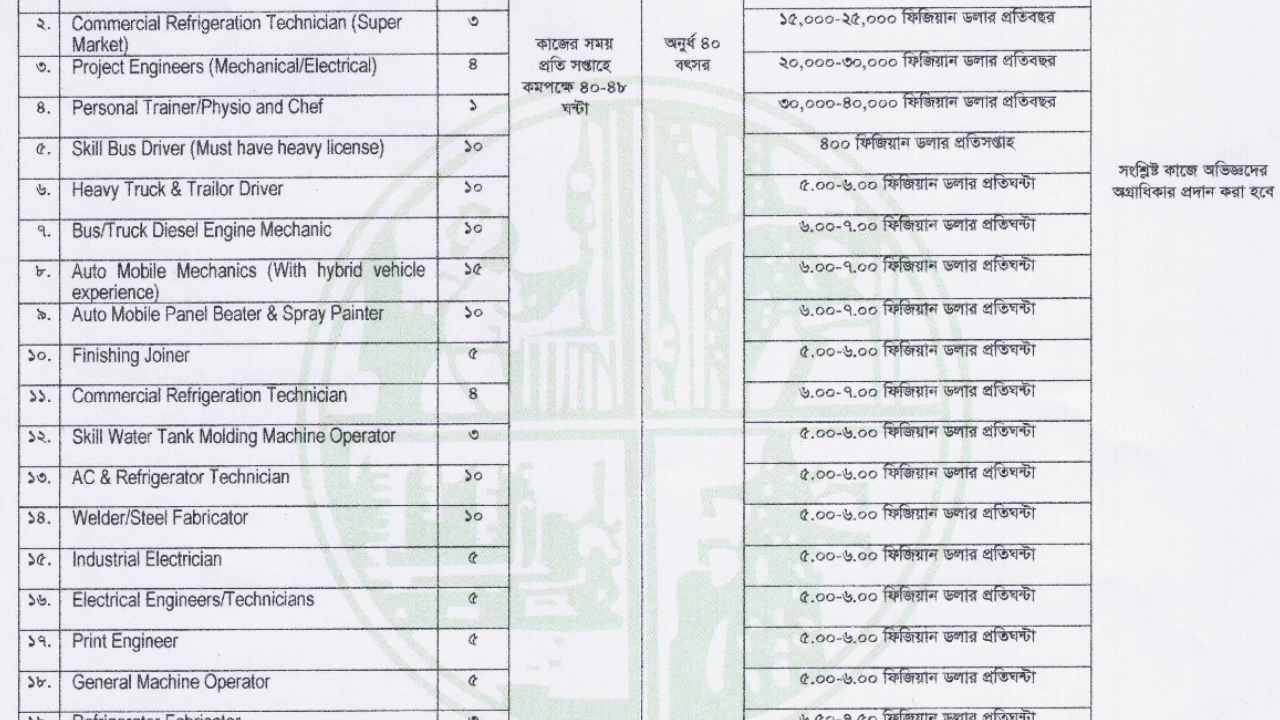 ২. Commercial Refrigeration Technician (Super Market) ৩ ১৫,০০০-২৫,০০০ ফিজিয়ান ডলার প্রতিবছর
কাজের সময় প্রতি সপ্তাহে কমপক্ষে ৪০-৪৮ ঘন্টা
অনুর্ধ ৪০ বৎসর
৩. Project Engineers (Mechanical/Electrical) ৪ ২০,০০০-৩০,০০০ ফিজিয়ান ডলার প্রতিবছর
৪. Personal Trainer/Physio and Chef ১ ৩০,০০০-৪০,০০০ ফিজিয়ান ডলার প্রতিবছর
৫. Skill Bus Driver (Must have heavy license) ১০ ৪০০ ফিজিয়ান ডলার প্রতিসপ্তাহ
সংশ্লিষ্ট কাজে অভিজ্ঞদের অগ্রাধিকার প্রদান করা হবে
৬. Heavy Truck & Trailor Driver ১০ ৫.০০-৬.০০ ফিজিয়ান ডলার প্রতিঘন্টা
৭. Bus/Truck Diesel Engine Mechanic ১০ ৬.০০-৭.০০ ফিজিয়ান ডলার প্রতিঘন্টা
৮. Auto Mobile Mechanics (With hybrid vehicle experience) ১৫ ৬.০০-৭.০০ ফিজিয়ান ডলার প্রতিঘন্টা
৯. Auto Mobile Panel Beater & Spray Painter ১০ ৬.০০-৭.০০ ফিজিয়ান ডলার প্রতিঘন্টা
১০. Finishing Joiner ৫ ৫.০০-৬.০০ ফিজিয়ান ডলার প্রতিঘন্টা
১১. Commercial Refrigeration Technician ৪ ৬.০০-৭.০০ ফিজিয়ান ডলার প্রতিঘন্টা
১২. Skill Water Tank Molding Machine Operator ৩ ৫.০০-৬.০০ ফিজিয়ান ডলার প্রতিঘন্টা
১৩. AC & Refrigerator Technician ১০ ৫.০০-৬.০০ ফিজিয়ান ডলার প্রতিঘন্টা
১৪. Welder/Steel Fabricator ১০ ৫.০০-৬.০০ ফিজিয়ান ডলার প্রতিঘন্টা
১৫. Industrial Electrician ৫ ৫.০০-৬.০০ ফিজিয়ান ডলার প্রতিঘন্টা
১৬. Electrical Engineers/Technicians ৫ ৫.০০-৬.০০ ফিজিয়ান ডলার প্রতিঘন্টা
১৭. Print Engineer ৫ ৫.০০-৬.০০ ফিজিয়ান ডলার প্রতিঘন্টা
১৮. General Machine Operator ৫ ৫.০০-৬.০০ ফিজিয়ান ডলার প্রতিঘন্টা
Refrigerator Fabricator ফিজিয়ান ডলার প্রতিঘন্টা